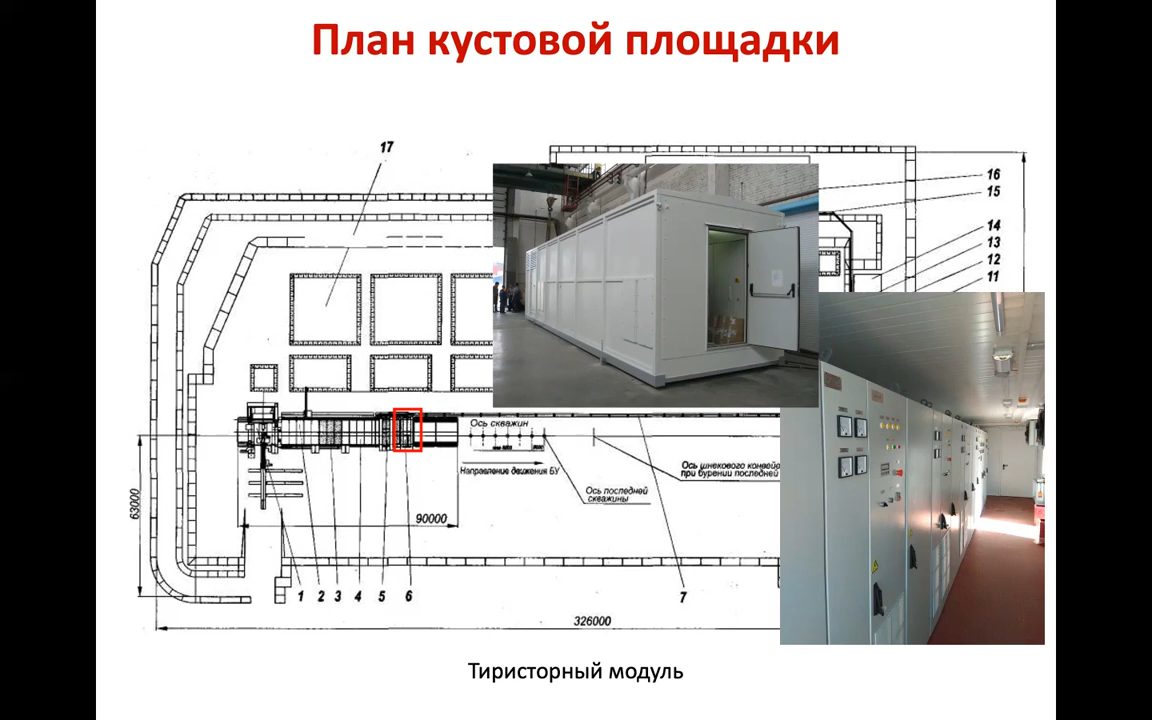 План кустовой площадки
17
16
15
14
13
12
11
Ось скважин
Направление движения БУ
Ось шнекового конвейе
при бурении последней
Ось последней
скважины
63000
90000
1 2 3 4 5 6
7
326000
Тиристорный модуль